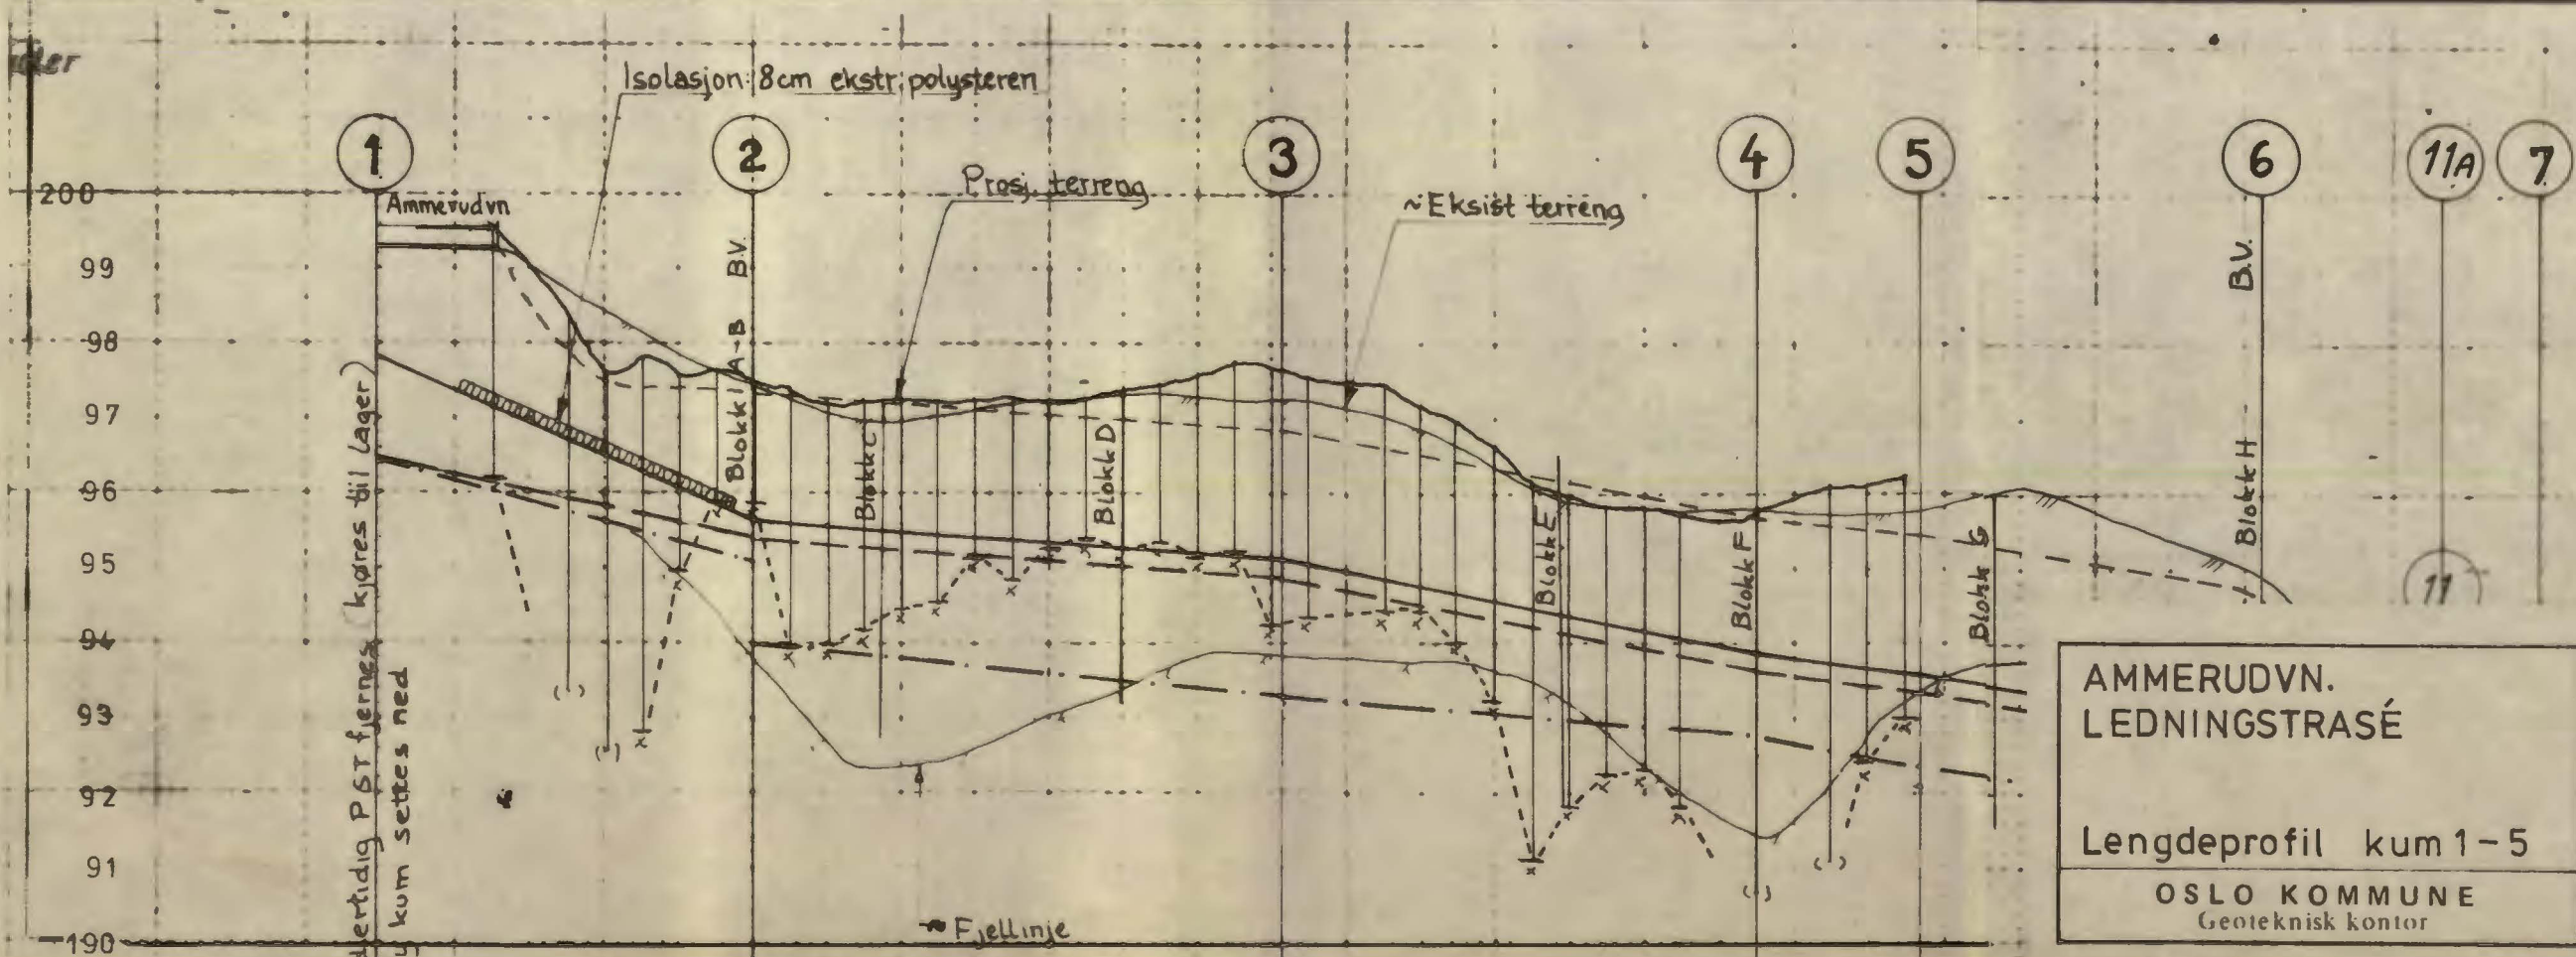 Isolasjon: 8cm ekstr. polysteren
1
2
3
4
5
6
11A
7
200
Ammerudvn
Prosj. terreng
~Eksist terreng
99
98
97
96
95
94
93
92
91
190
Blokk A-B B.V.
Blokk C
Blokk D
Blokk E
Blokk F
Blokk G
Blokk H B.V.
11
PGT fjernes kjøres til lager)
kum settes ned
~ Fjellinje
AMMERUDVN.
LEDNINGSTRASÉ
Lengdeprofil kum 1-5
OSLO KOMMUNE
Geoteknisk kontor